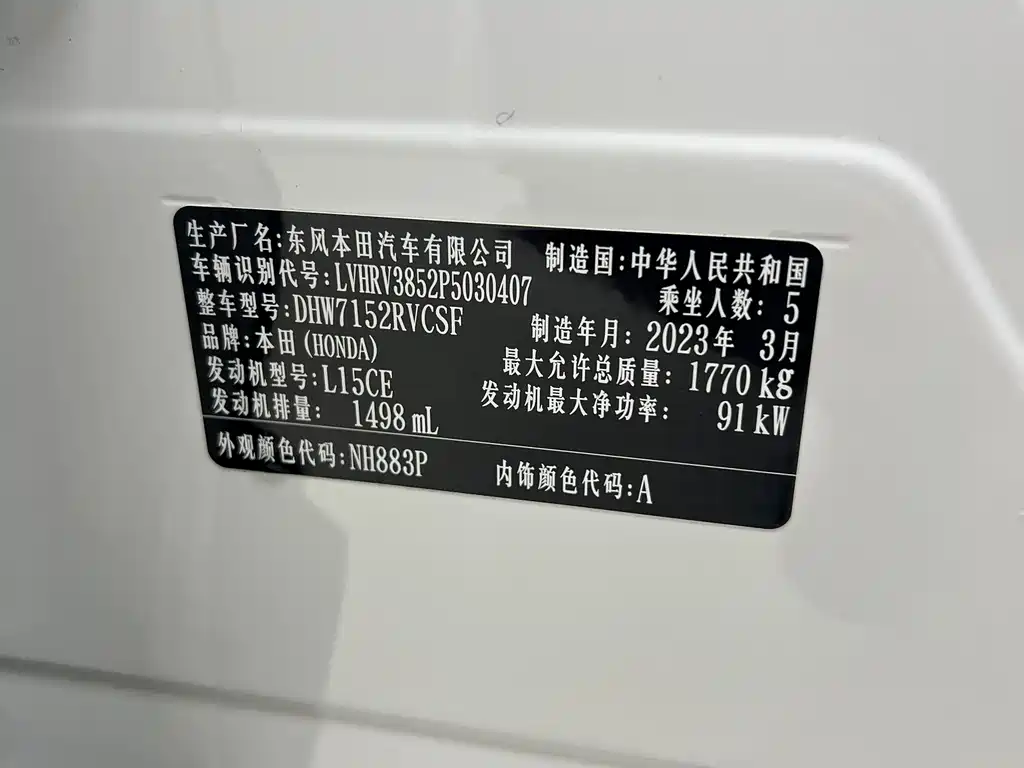 生产厂名:东风本田汽车有限公司 制造国:中华人民共和国
车辆识别代号:LVHRV3852P5030407 乘坐人数: 5
整车型号:DHW7152RVCSF 制造年月: 2023年 3月
品牌:本田(HONDA) 最大允许总质量: 1770 kg
发动机型号:L15CE 发动机最大净功率: 91 kW
发动机排量: 1498 mL
外观颜色代码:NH883P 内饰颜色代码:A